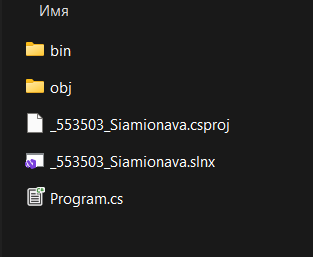 Имя
bin
obj
_553503_Siamionava.csproj
_553503_Siamionava.slnx
Program.cs